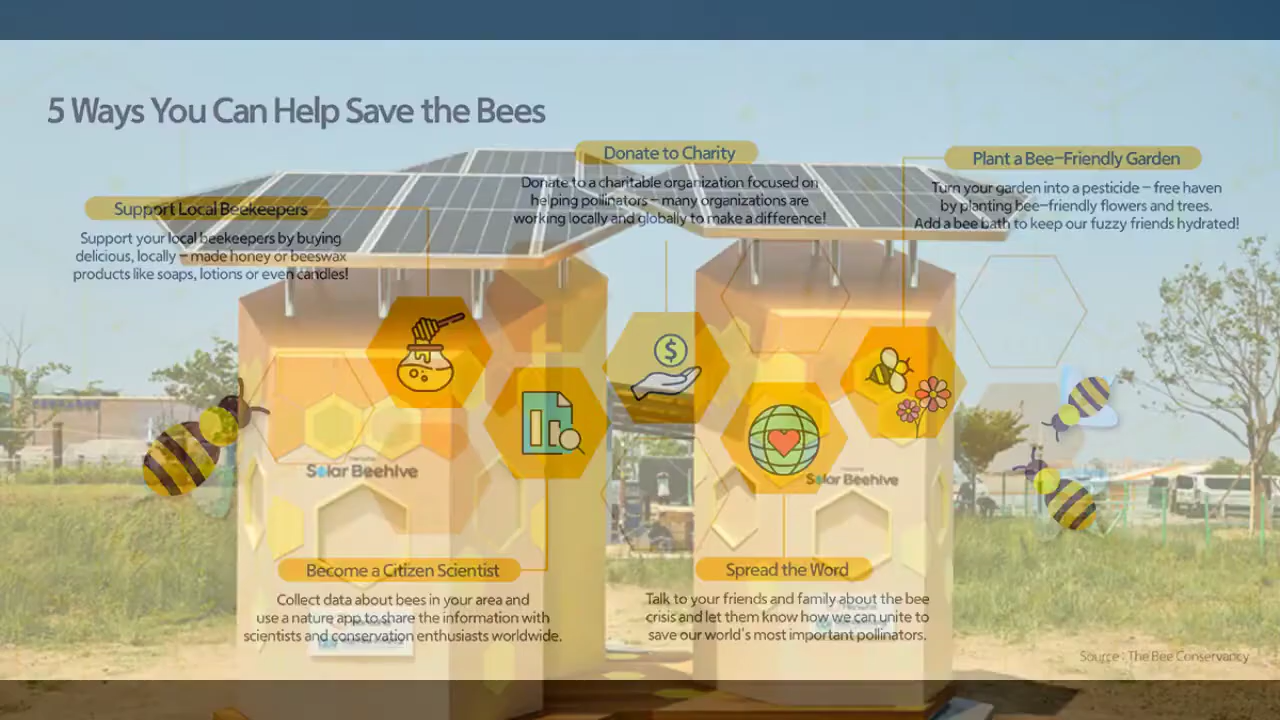 5 Ways You Can Help Save the Bees
Support Local Beekeepers
Support your local beekeepers by buying
delicious, locally – made honey or beeswax
products like soaps, lotions or even candles!
Donate to Charity
Donate to a charitable organization focused on
helping pollinators – many organizations are
working locally and globally to make a difference!
Plant a Bee–Friendly Garden
Turn your garden into a pesticide – free haven
by planting bee–friendly flowers and trees.
Add a bee bath to keep our fuzzy friends hydrated!
Solar Beehive
Solar Beehive
Become a Citizen Scientist
Collect data about bees in your area and
use a nature app to share the information with
scientists and conservation enthusiasts worldwide.
Spread the Word
Talk to your friends and family about the bee
crisis and let them know how we can unite to
save our world's most important pollinators.
Source : The Bee Conservancy